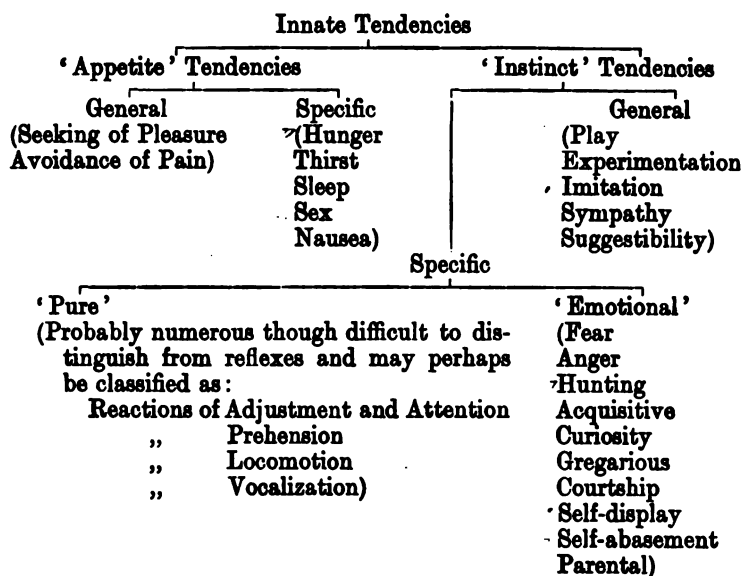 Innate Tendencies
‘Appetite’ Tendencies
‘Instinct’ Tendencies
General
(Seeking of Pleasure
Avoidance of Pain)
Specific
(Hunger
Thirst
Sleep
Sex
Nausea)
General
(Play
Experimentation
Imitation
Sympathy
Suggestibility)
Specific
‘Pure’
(Probably numerous though difficult to dis-
tinguish from reflexes and may perhaps
be classified as:
Reactions of Adjustment and Attention
„ Prehension
„ Locomotion
„ Vocalization)
‘Emotional’
(Fear
Anger
Hunting
Acquisitive
Curiosity
Gregarious
Courtship
Self-display
Self-abasement
Parental)